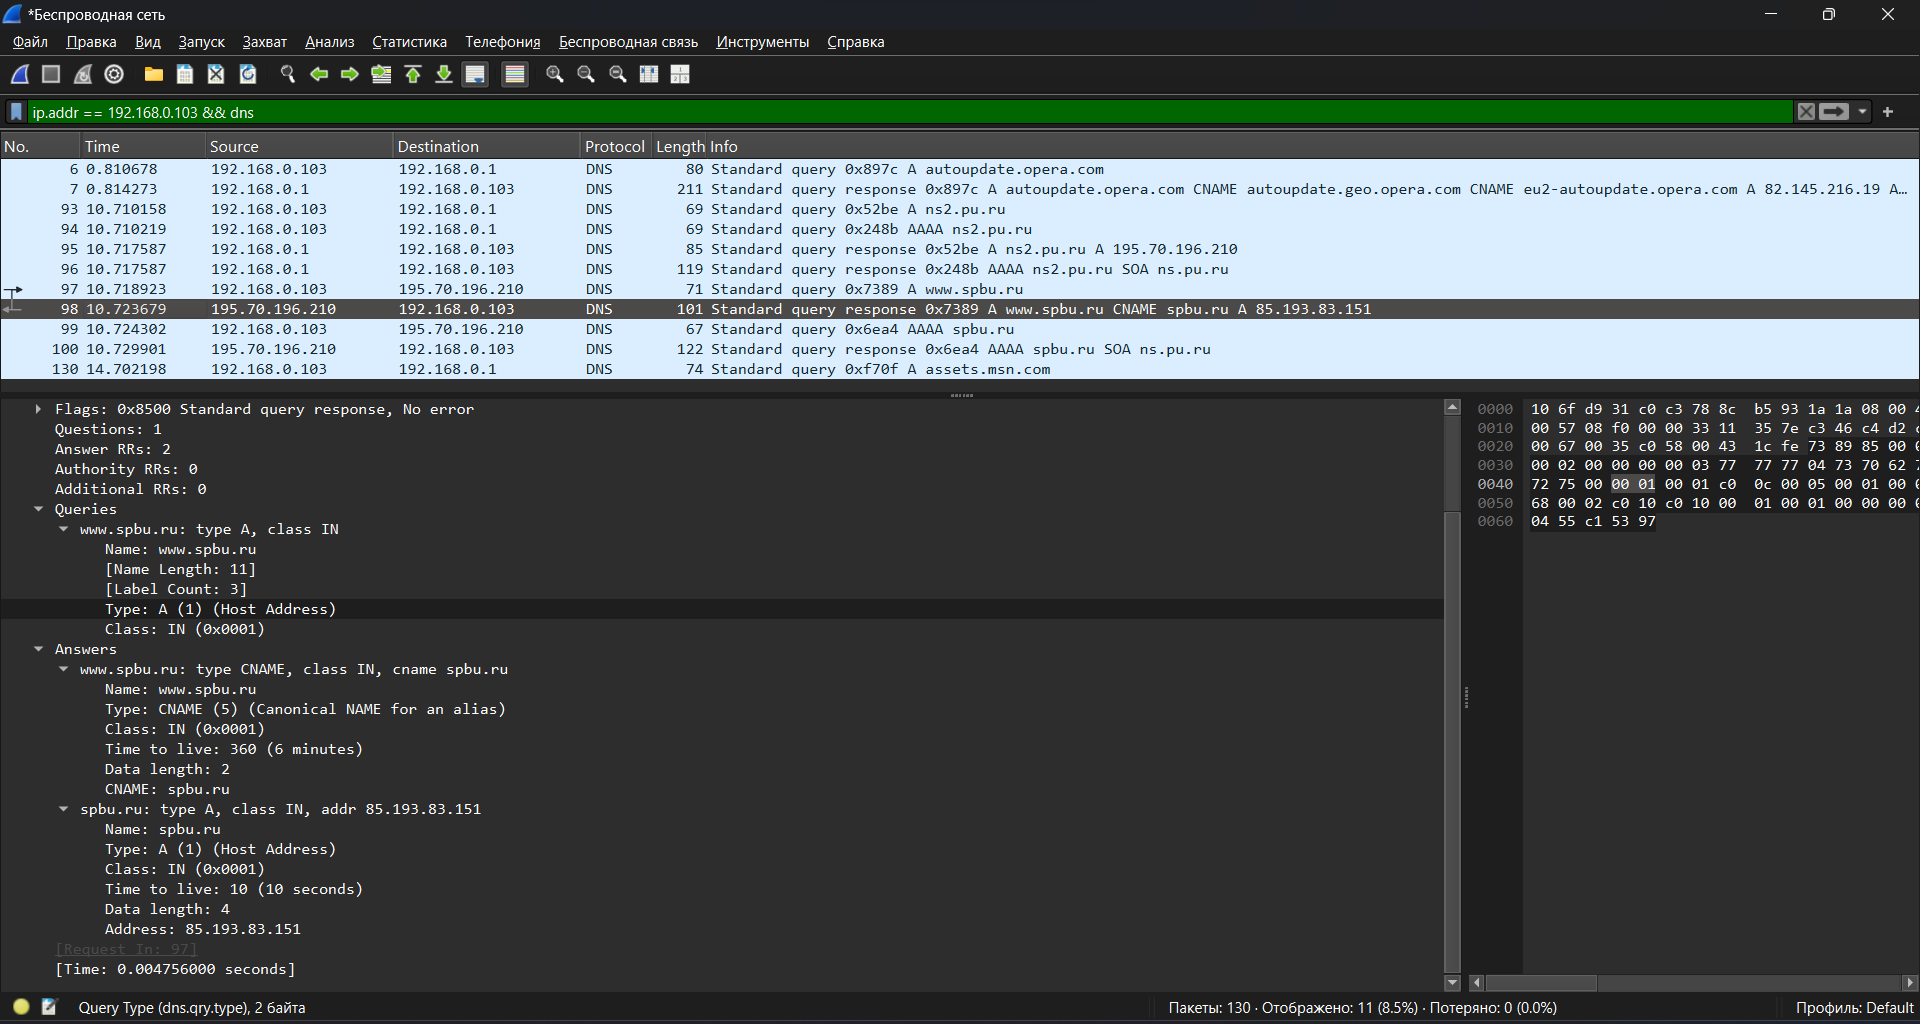 *Беспроводная сеть
Файл Правка Вид Запуск Захват Анализ Статистика Телефония Беспроводная связь Инструменты Справка
ip.addr == 192.168.0.103 && dns
No. Time Source Destination Protocol Length Info
6 0.810678 192.168.0.103 192.168.0.1 DNS 80 Standard query 0x897c A autoupdate.opera.com
7 0.814273 192.168.0.1 192.168.0.103 DNS 211 Standard query response 0x897c A autoupdate.opera.com CNAME autoupdate.geo.opera.com CNAME eu2-autoupdate.opera.com A 82.145.216.19 A…
93 10.710158 192.168.0.103 192.168.0.1 DNS 69 Standard query 0x52be A ns2.pu.ru
94 10.710219 192.168.0.103 192.168.0.1 DNS 69 Standard query 0x248b AAAA ns2.pu.ru
95 10.717587 192.168.0.1 192.168.0.103 DNS 85 Standard query response 0x52be A ns2.pu.ru A 195.70.196.210
96 10.717587 192.168.0.1 192.168.0.103 DNS 119 Standard query response 0x248b AAAA ns2.pu.ru SOA ns.pu.ru
97 10.718923 192.168.0.103 195.70.196.210 DNS 71 Standard query 0x7389 A www.spbu.ru
98 10.723679 195.70.196.210 192.168.0.103 DNS 101 Standard query response 0x7389 A www.spbu.ru CNAME spbu.ru A 85.193.83.151
99 10.724302 192.168.0.103 195.70.196.210 DNS 67 Standard query 0x6ea4 AAAA spbu.ru
100 10.729901 195.70.196.210 192.168.0.103 DNS 122 Standard query response 0x6ea4 AAAA spbu.ru SOA ns.pu.ru
130 14.702198 192.168.0.103 192.168.0.1 DNS 74 Standard query 0xf70f A assets.msn.com
Flags: 0x8500 Standard query response, No error
Questions: 1
Answer RRs: 2
Authority RRs: 0
Additional RRs: 0
Queries
www.spbu.ru: type A, class IN
Name: www.spbu.ru
[Name Length: 11]
[Label Count: 3]
Type: A (1) (Host Address)
Class: IN (0x0001)
Answers
www.spbu.ru: type CNAME, class IN, cname spbu.ru
Name: www.spbu.ru
Type: CNAME (5) (Canonical NAME for an alias)
Class: IN (0x0001)
Time to live: 360 (6 minutes)
Data length: 2
CNAME: spbu.ru
spbu.ru: type A, class IN, addr 85.193.83.151
Name: spbu.ru
Type: A (1) (Host Address)
Class: IN (0x0001)
Time to live: 10 (10 seconds)
Data length: 4
Address: 85.193.83.151
[Request In: 97]
[Time: 0.004756000 seconds]
0000 10 6f d9 31 c0 c3 78 8c b5 93 1a 1a 08 00
0010 00 57 08 f0 00 00 33 11 35 7e c3 46 c4 d2
0020 00 67 00 35 c0 58 00 43 1c fe 73 89 85 00
0030 00 02 00 00 00 00 03 77 77 77 04 73 70 62
0040 72 75 00 00 01 00 01 c0 0c 00 05 00 01 00
0050 68 00 02 c0 10 c0 10 00 01 00 01 00 00 00
0060 04 55 c1 53 97
Query Type (dns.qry.type), 2 байта
Пакеты: 130 · Отображено: 11 (8.5%) · Потеряно: 0 (0.0%)
Профиль: Default